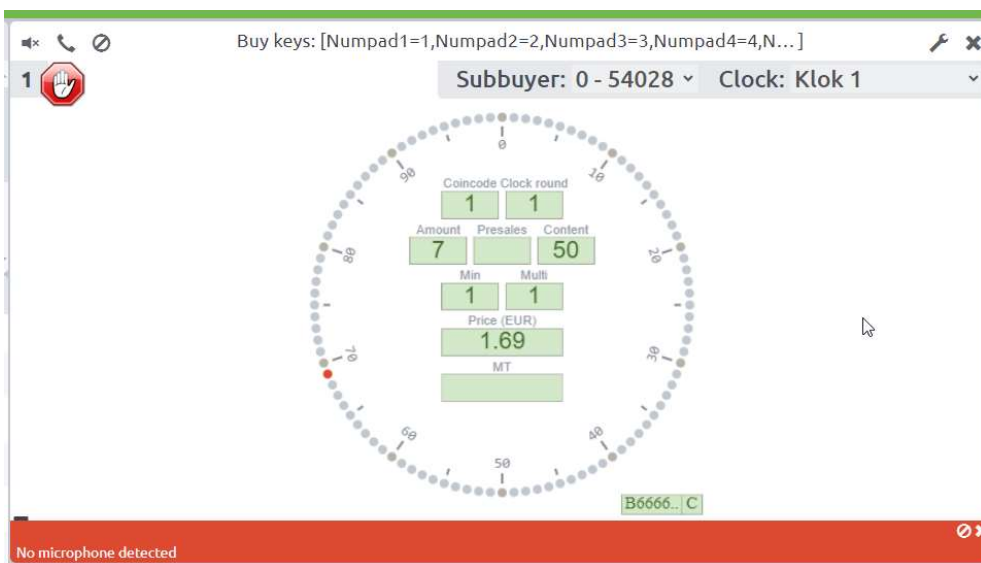 Buy keys: [Numpad1=1,Numpad2=2,Numpad3=3,Numpad4=4,N...]
1
Subbuyer: 0 - 54028 Clock: Klok 1
0
10
20
30
40
50
60
70
80
90
Coincode Clock round
1 1
Amount Presales Content
7 50
Min Multi
1 1
Price (EUR)
1.69
MT
B6666.. C
No microphone detected